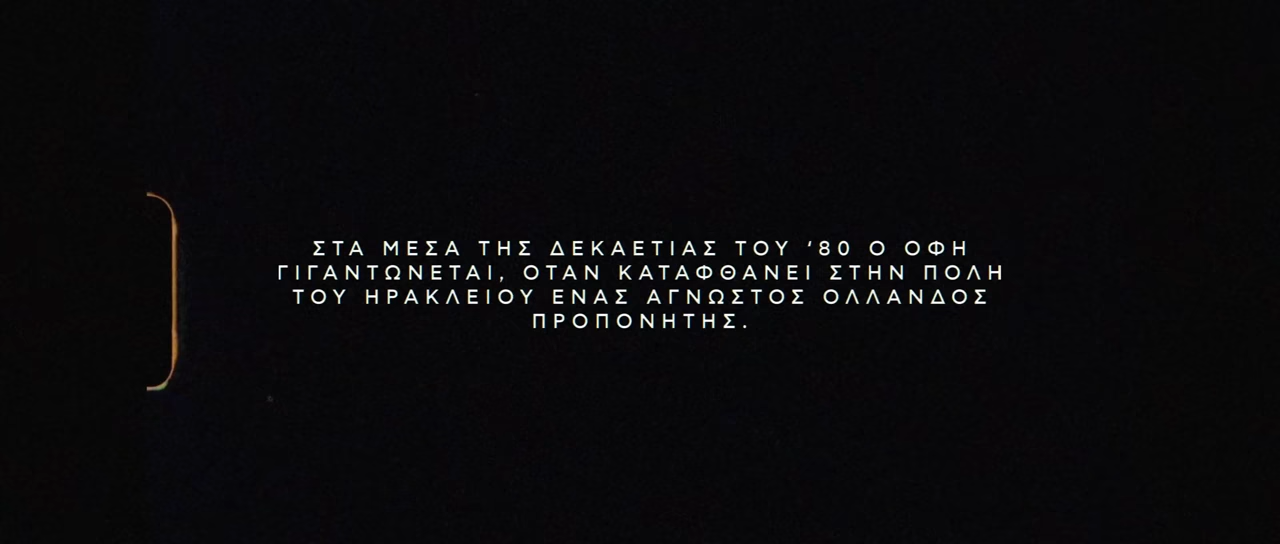 ΣΤΑ ΜΕΣΑ ΤΗΣ ΔΕΚΑΕΤΙΑΣ ΤΟΥ ‘80 Ο ΟΦΗ
ΓΙΓΑΝΤΩΝΕΤΑΙ, ΟΤΑΝ ΚΑΤΑΦΘΑΝΕΙ ΣΤΗΝ ΠΟΛΗ
ΤΟΥ ΗΡΑΚΛΕΙΟΥ ΕΝΑΣ ΑΓΝΩΣΤΟΣ ΟΛΛΑΝΔΟΣ
ΠΡΟΠΟΝΗΤΗΣ.